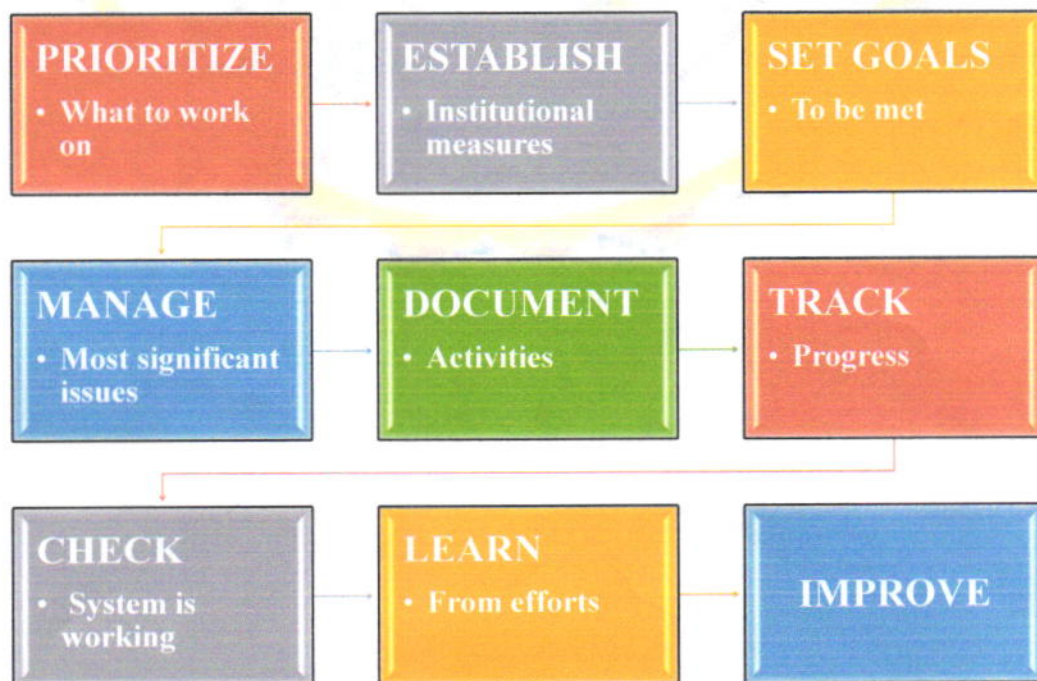 PRIORITIZE
• What to work
on
ESTABLISH
• Institutional
measures
SET GOALS
• To be met
MANAGE
• Most significant
issues
DOCUMENT
• Activities
TRACK
• Progress
CHECK
• System is
working
LEARN
• From efforts
IMPROVE